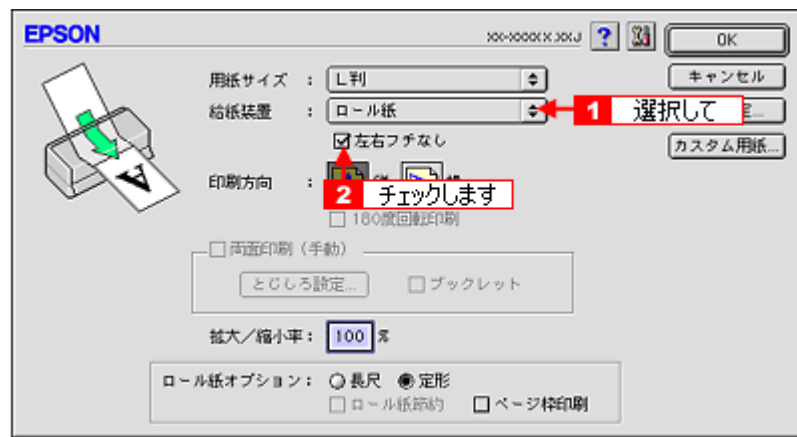 EPSON
?
OK
用紙サイズ : L判
キャンセル
給紙装置 : ロール紙
1 選択して
☑左右フチなし
カスタム用紙...
印刷方向 :
2 チェックします
□ 180度回転印刷
□ 両面印刷 (手動)
とじしろ設定... □ ブックレット
拡大/縮小率: 100 %
ロール紙オプション: ○長尺 ◉定形
□ ロール紙節約 □ ページ枠印刷
A